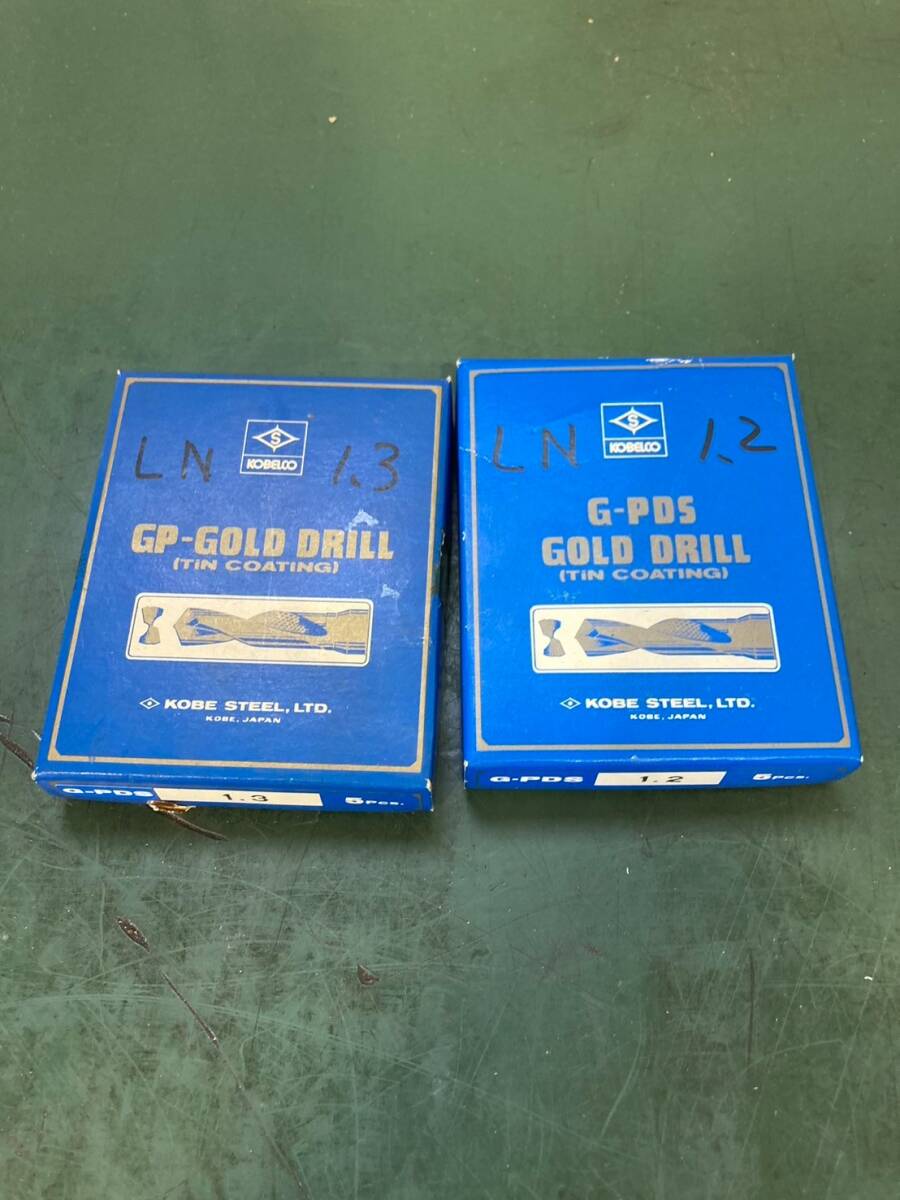 LN
S
KOBELCO
1.3
GP-GOLD DRILL
(TiN COATING)
KOBE STEEL, LTD.
KOBE, JAPAN
G-PDS 1.3 5Pcs.
LN
S
KOBELCO
1.2
G-PDS
GOLD DRILL
(TiN COATING)
KOBE STEEL, LTD.
KOBE, JAPAN
G-PDS 1.2 5Pcs.